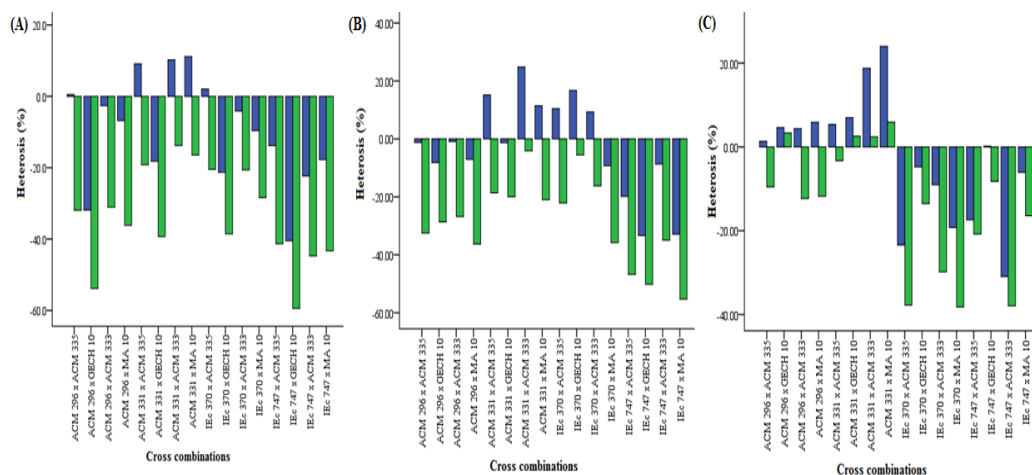 (A)
Heterosis (%)
20.0
0.0
-20.0
-40.0
-60.0
ACM 296 x ACM 335
ACM 296 x GECH 10
ACM 296 x ACM 333
ACM 296 x MA 10
ACM 331 x ACM 335
ACM 331 x GECH 10
ACM 331 x ACM 333
ACM 331 x MA 10
IEc 370 x ACM 335
IEc 370 x GECH 10
IEc 370 x ACM 333
IEc 370 x MA 10
IEc 747 x ACM 335
IEc 747 x GECH 10
IEc 747 x ACM 333
IEc 747 x MA 10
Cross combinations
(B)
Heterosis (%)
40.00
20.00
0.00
-20.00
-40.00
-60.00
ACM 296 x ACM 335
ACM 296 x GECH 10
ACM 296 x ACM 333
ACM 296 x MA 10
ACM 331 x ACM 335
ACM 331 x GECH 10
ACM 331 x ACM 333
ACM 331 x MA 10
IEc 370 x ACM 335
IEc 370 x GECH 10
IEc 370 x ACM 333
IEc 370 x MA 10
IEc 747 x ACM 335
IEc 747 x GECH 10
IEc 747 x ACM 333
IEc 747 x MA 10
Cross combinations
(C)
Heterosis (%)
20.00
0.00
-20.00
-40.00
ACM 296 x ACM 335
ACM 296 x GECH 10
ACM 296 x ACM 333
ACM 296 x MA 10
ACM 331 x ACM 335
ACM 331 x GECH 10
ACM 331 x ACM 333
ACM 331 x MA 10
IEc 370 x ACM 335
IEc 370 x GECH 10
IEc 370 x ACM 333
IEc 370 x MA 10
IEc 747 x ACM 335
IEc 747 x GECH 10
IEc 747 x ACM 333
IEc 747 x MA 10
Cross combinations